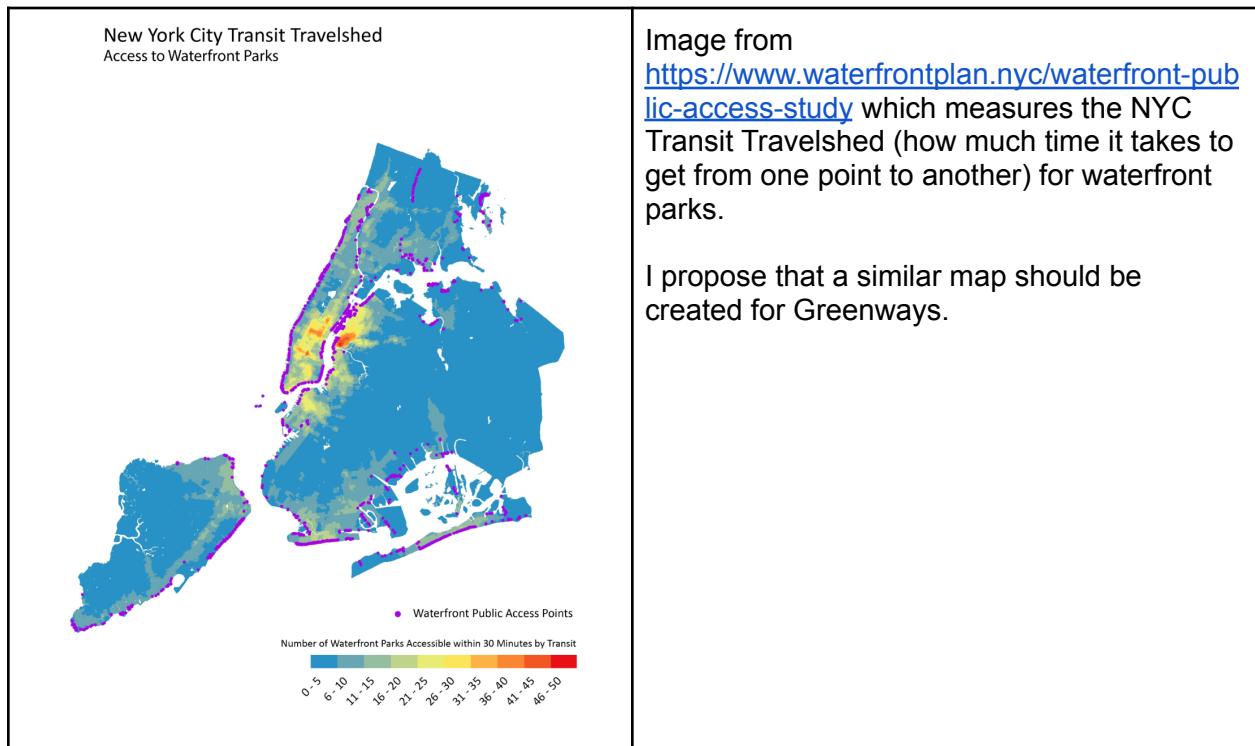 New York City Transit Travelshed
Access to Waterfront Parks
Waterfront Public Access Points
Number of Waterfront Parks Accessible within 30 Minutes by Transit
0 - 5
6 - 10
11 - 15
16 - 20
21 - 25
26 - 30
31 - 35
36 - 40
41 - 45
46 - 50
Image from
https://www.waterfrontplan.nyc/waterfront-pub
lic-access-study which measures the NYC
Transit Travelshed (how much time it takes to
get from one point to another) for waterfront
parks.
I propose that a similar map should be
created for Greenways.